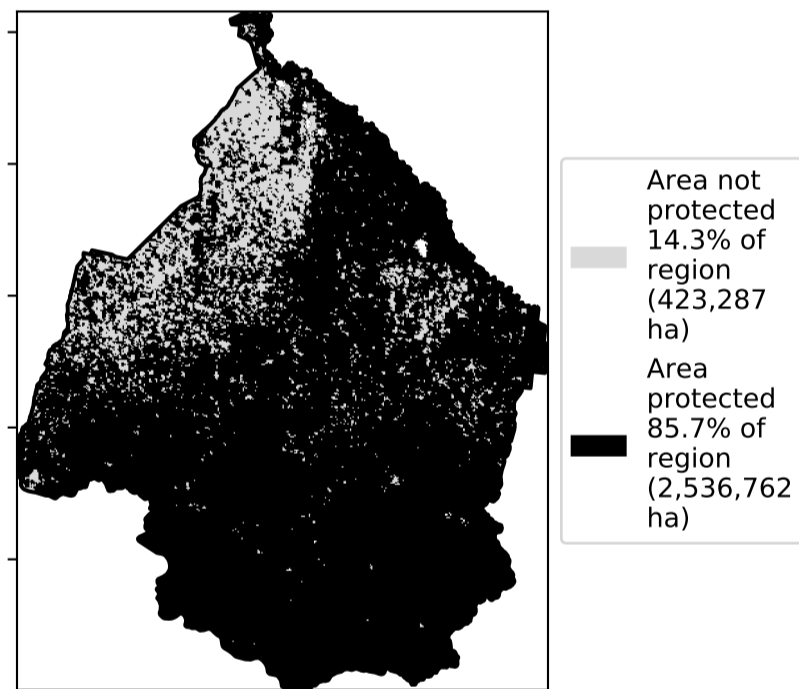 Area not
protected
14.3% of
region
(423,287
ha)
Area
protected
85.7% of
region
(2,536,762
ha)